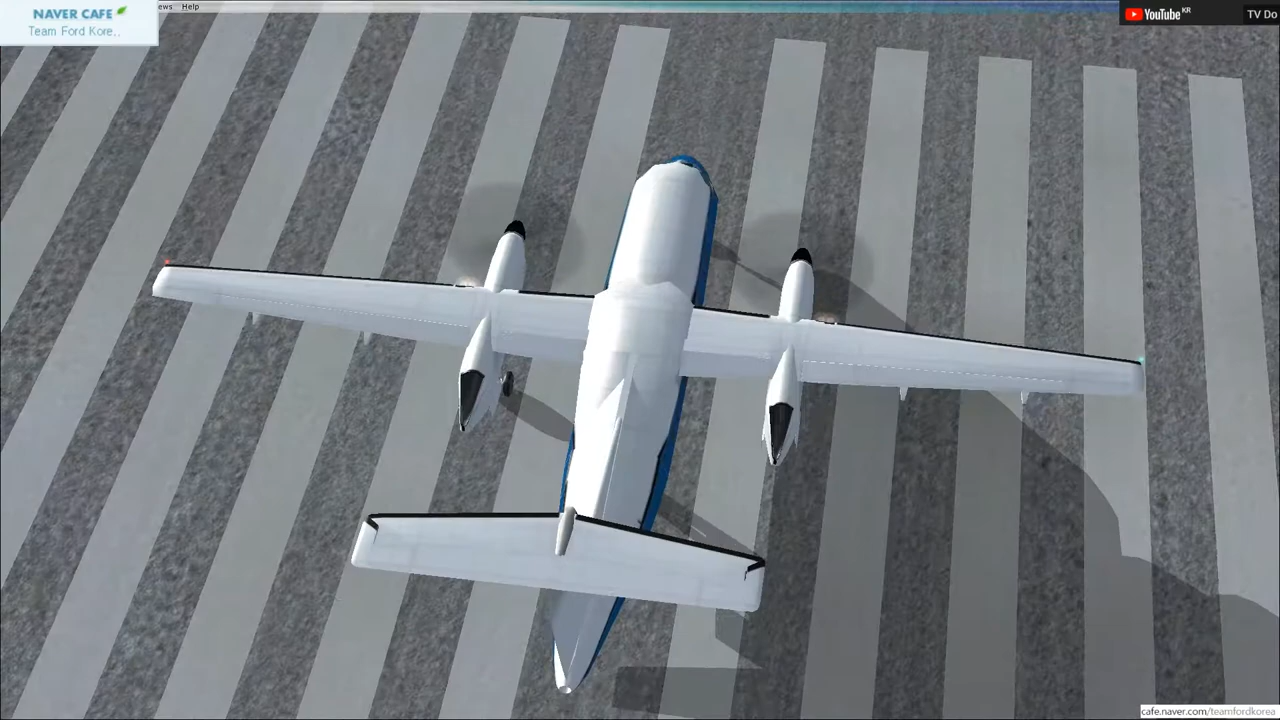 NAVER CAFE
Team Ford Kore..
ews Help
YouTube KR
TV Do
cafe.naver.com/teamfordkorea